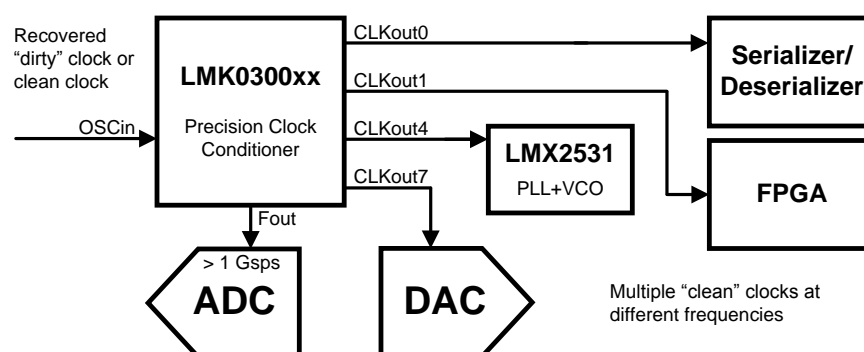 Recovered
“dirty” clock or
clean clock
OSCin
LMK0300xx
Precision Clock
Conditioner
CLKout0
CLKout1
CLKout4
CLKout7
Fout
Serializer/
Deserializer
LMX2531
PLL+VCO
FPGA
> 1 Gsps
ADC
DAC
Multiple “clean” clocks at
different frequencies